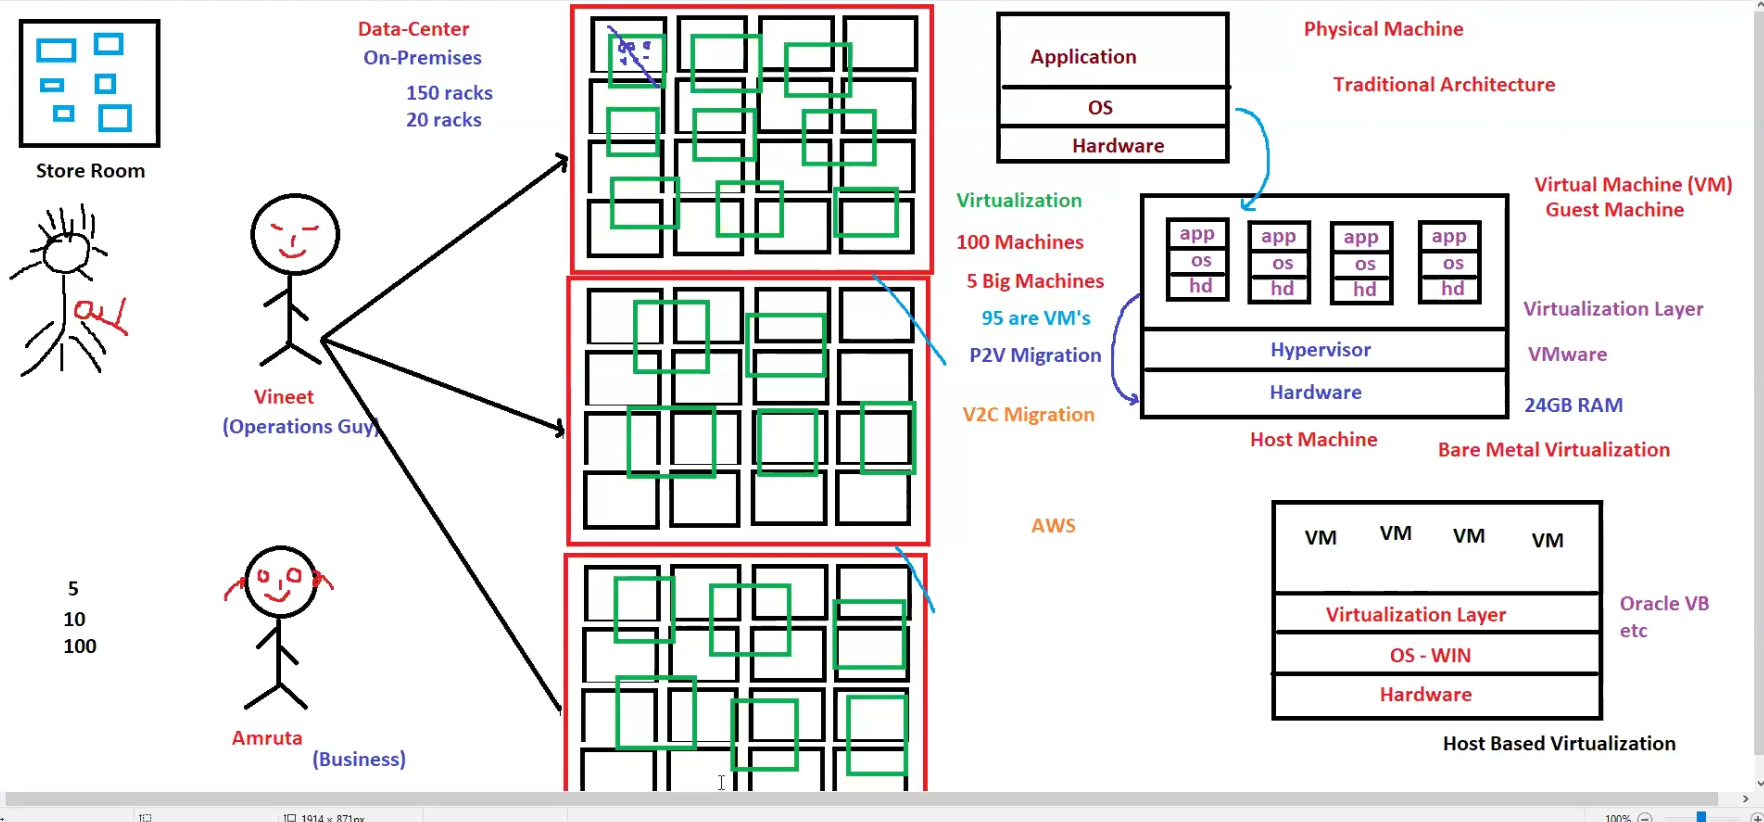 Store Room
Data-Center
On-Premises
150 racks
20 racks
Vineet
(Operations Guy)
5
10
100
Amruta
(Business)
Virtualization
100 Machines
5 Big Machines
95 are VM's
P2V Migration
V2C Migration
AWS
Application
OS
Hardware
Physical Machine
Traditional Architecture
Virtual Machine (VM)
Guest Machine
app app app app
os os os os
hd hd hd hd
Virtualization Layer
Hypervisor
VMware
Hardware
24GB RAM
Host Machine
Bare Metal Virtualization
VM VM VM VM
Virtualization Layer
Oracle VB
etc
OS - WIN
Hardware
Host Based Virtualization
1914 × 871px
100%